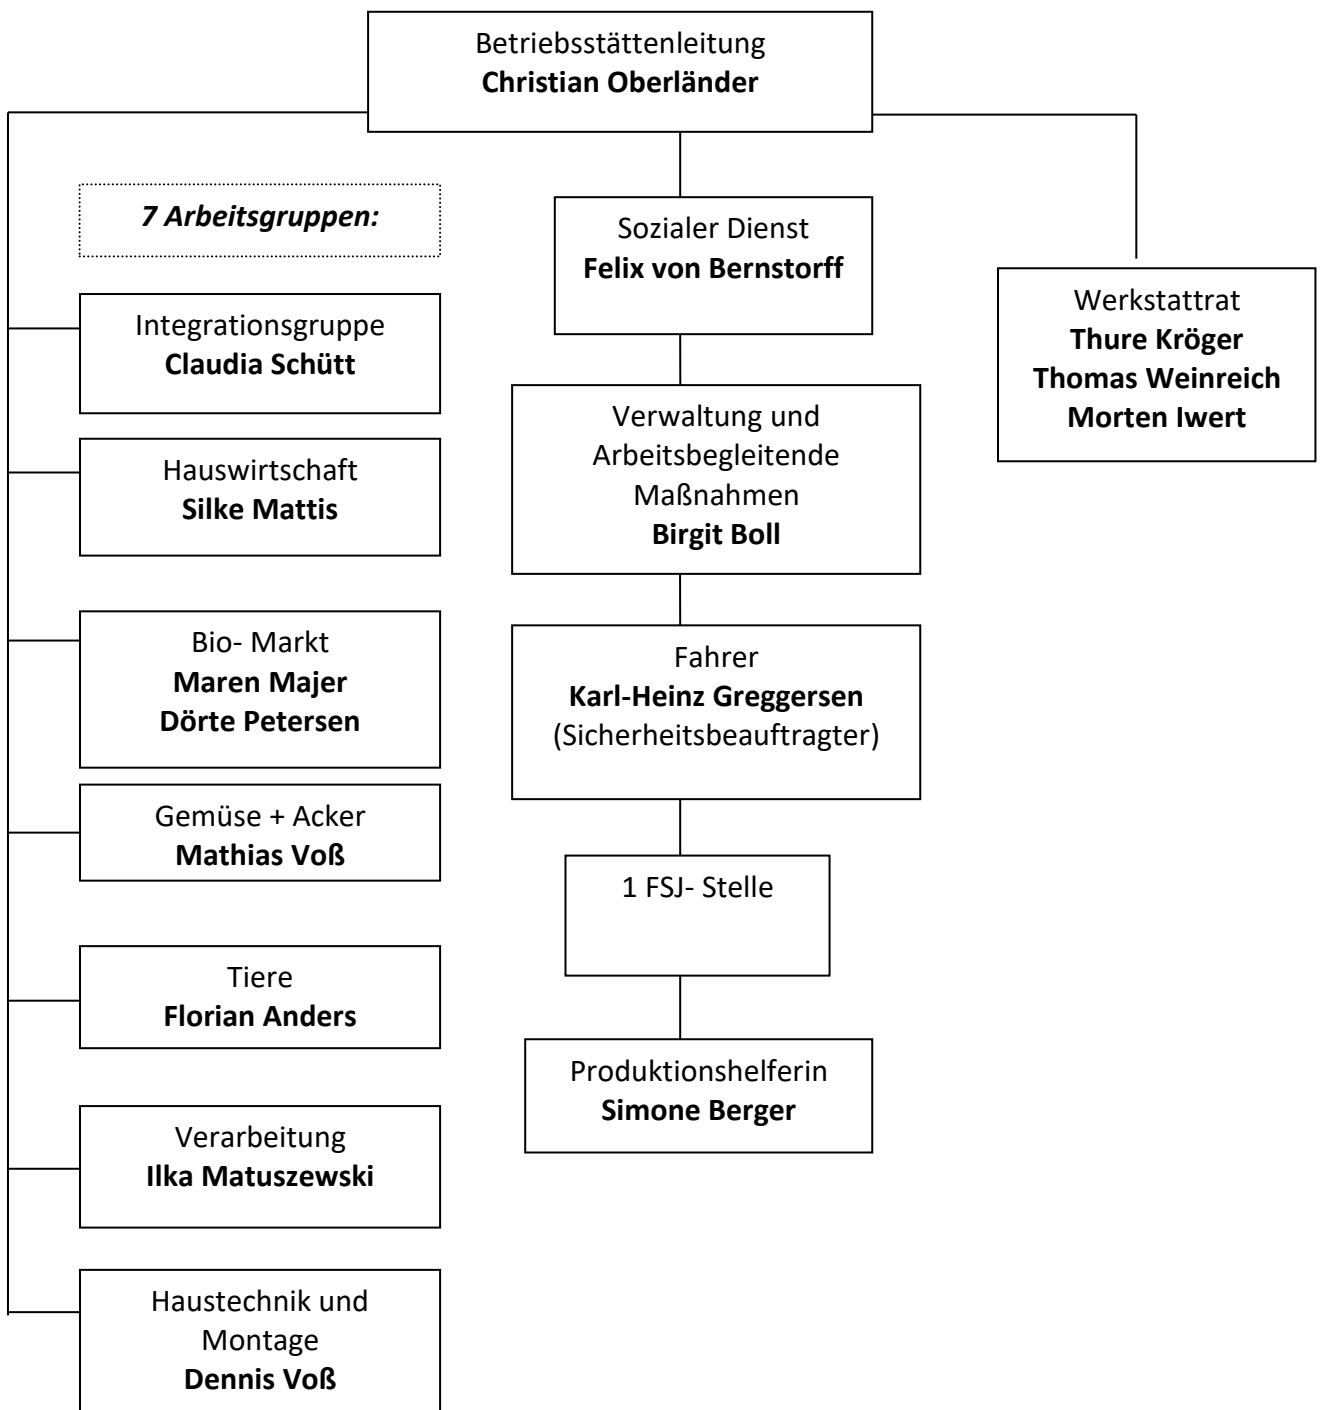 Betriebsstättenleitung
Christian Oberländer
7 Arbeitsgruppen:
Integrationsgruppe
Claudia Schütt
Hauswirtschaft
Silke Mattis
Bio- Markt
Maren Majer
Dörte Petersen
Gemüse + Acker
Mathias Voß
Tiere
Florian Anders
Verarbeitung
Ilka Matuszewski
Haustechnik und
Montage
Dennis Voß
Sozialer Dienst
Felix von Bernstorff
Verwaltung und
Arbeitsbegleitende
Maßnahmen
Birgit Boll
Fahrer
Karl-Heinz Greggersen
(Sicherheitsbeauftragter)
1 FSJ- Stelle
Produktionshelferin
Simone Berger
Werkstattrat
Thure Kröger
Thomas Weinreich
Morten Iwert